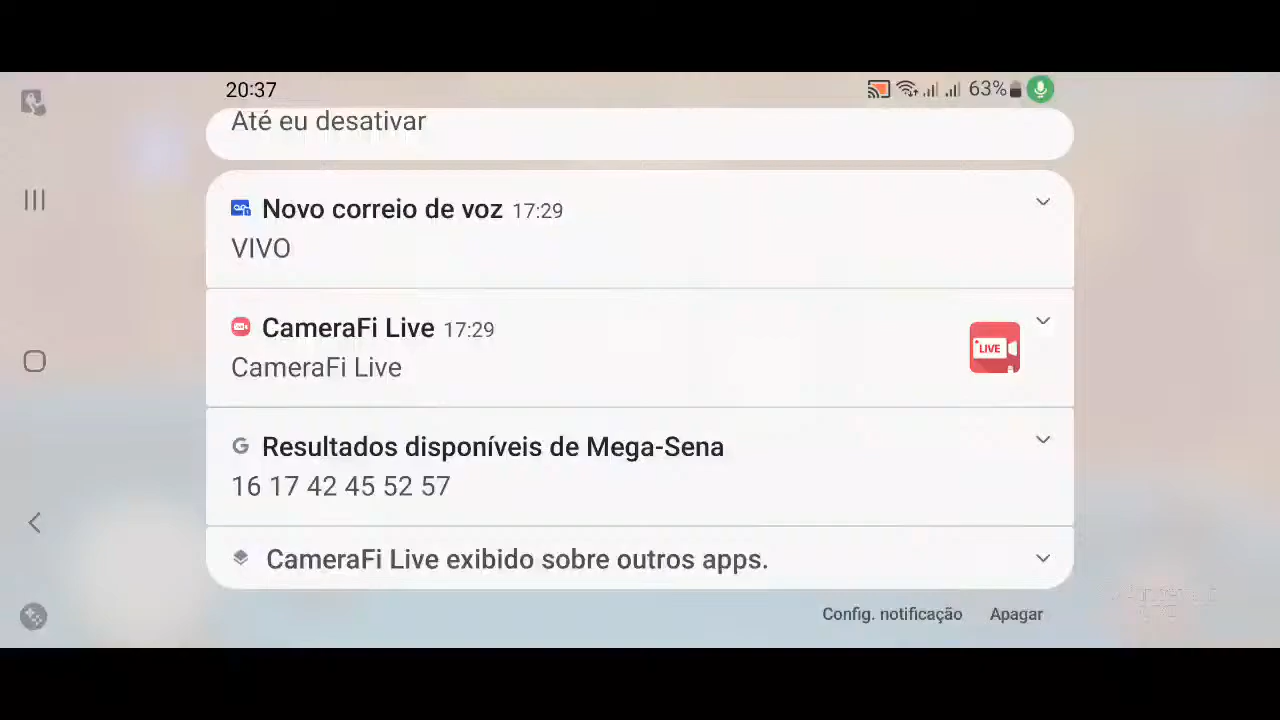 20:37
63%
Até eu desativar
Novo correio de voz 17:29
VIVO
CameraFi Live 17:29
LIVE
CameraFi Live
Resultados disponíveis de Mega-Sena
16 17 42 45 52 57
CameraFi Live exibido sobre outros apps.
Config. notificação Apagar